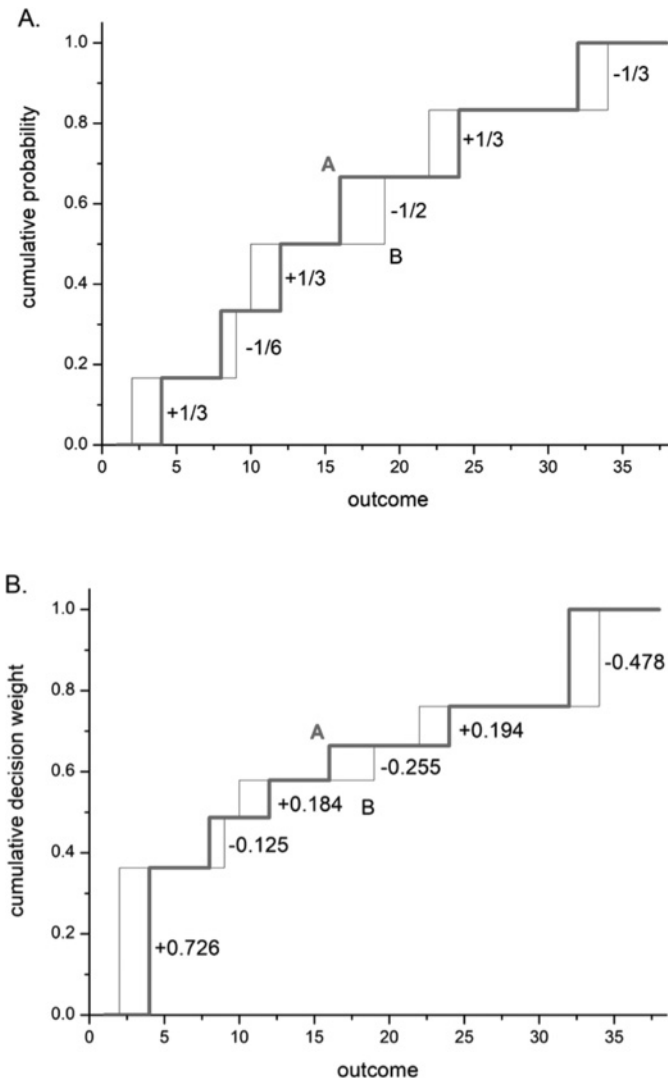 A.
1.0
0.8
0.6
0.4
0.2
0.0
cumulative probability
A
B
+1/3
-1/6
+1/3
-1/2
+1/3
-1/3
0 5 10 15 20 25 30 35
outcome
B.
1.0
0.8
0.6
0.4
0.2
0.0
cumulative decision weight
A
B
+0.726
-0.125
+0.184
-0.255
+0.194
-0.478
0 5 10 15 20 25 30 35
outcome